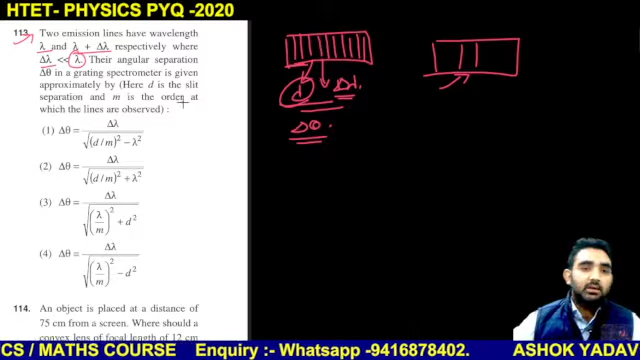 HTET- PHYSICS PYQ -2020
113. Two emission lines have wavelength
λ and λ + Δλ respectively where
Δλ << λ. Their angular separation
Δθ in a grating spectrometer is given
approximately by (Here d is the slit
separation and m is the order at
which the lines are observed) :
(1) Δθ = Δλ / √((d/m)² − λ²)
(2) Δθ = Δλ / √((d/m)² + λ²)
(3) Δθ = Δλ / √((λ/m)² + d²)
(4) Δθ = Δλ / √((λ/m)² − d²)
114. An object is placed at a distance of
75 cm from a screen. Where should a
convex lens of focal length of 12 cm
d Δλ
Δθ
CS / MATHS COURSE Enquiry :- Whatsapp -9416878402. ASHOK YADAV